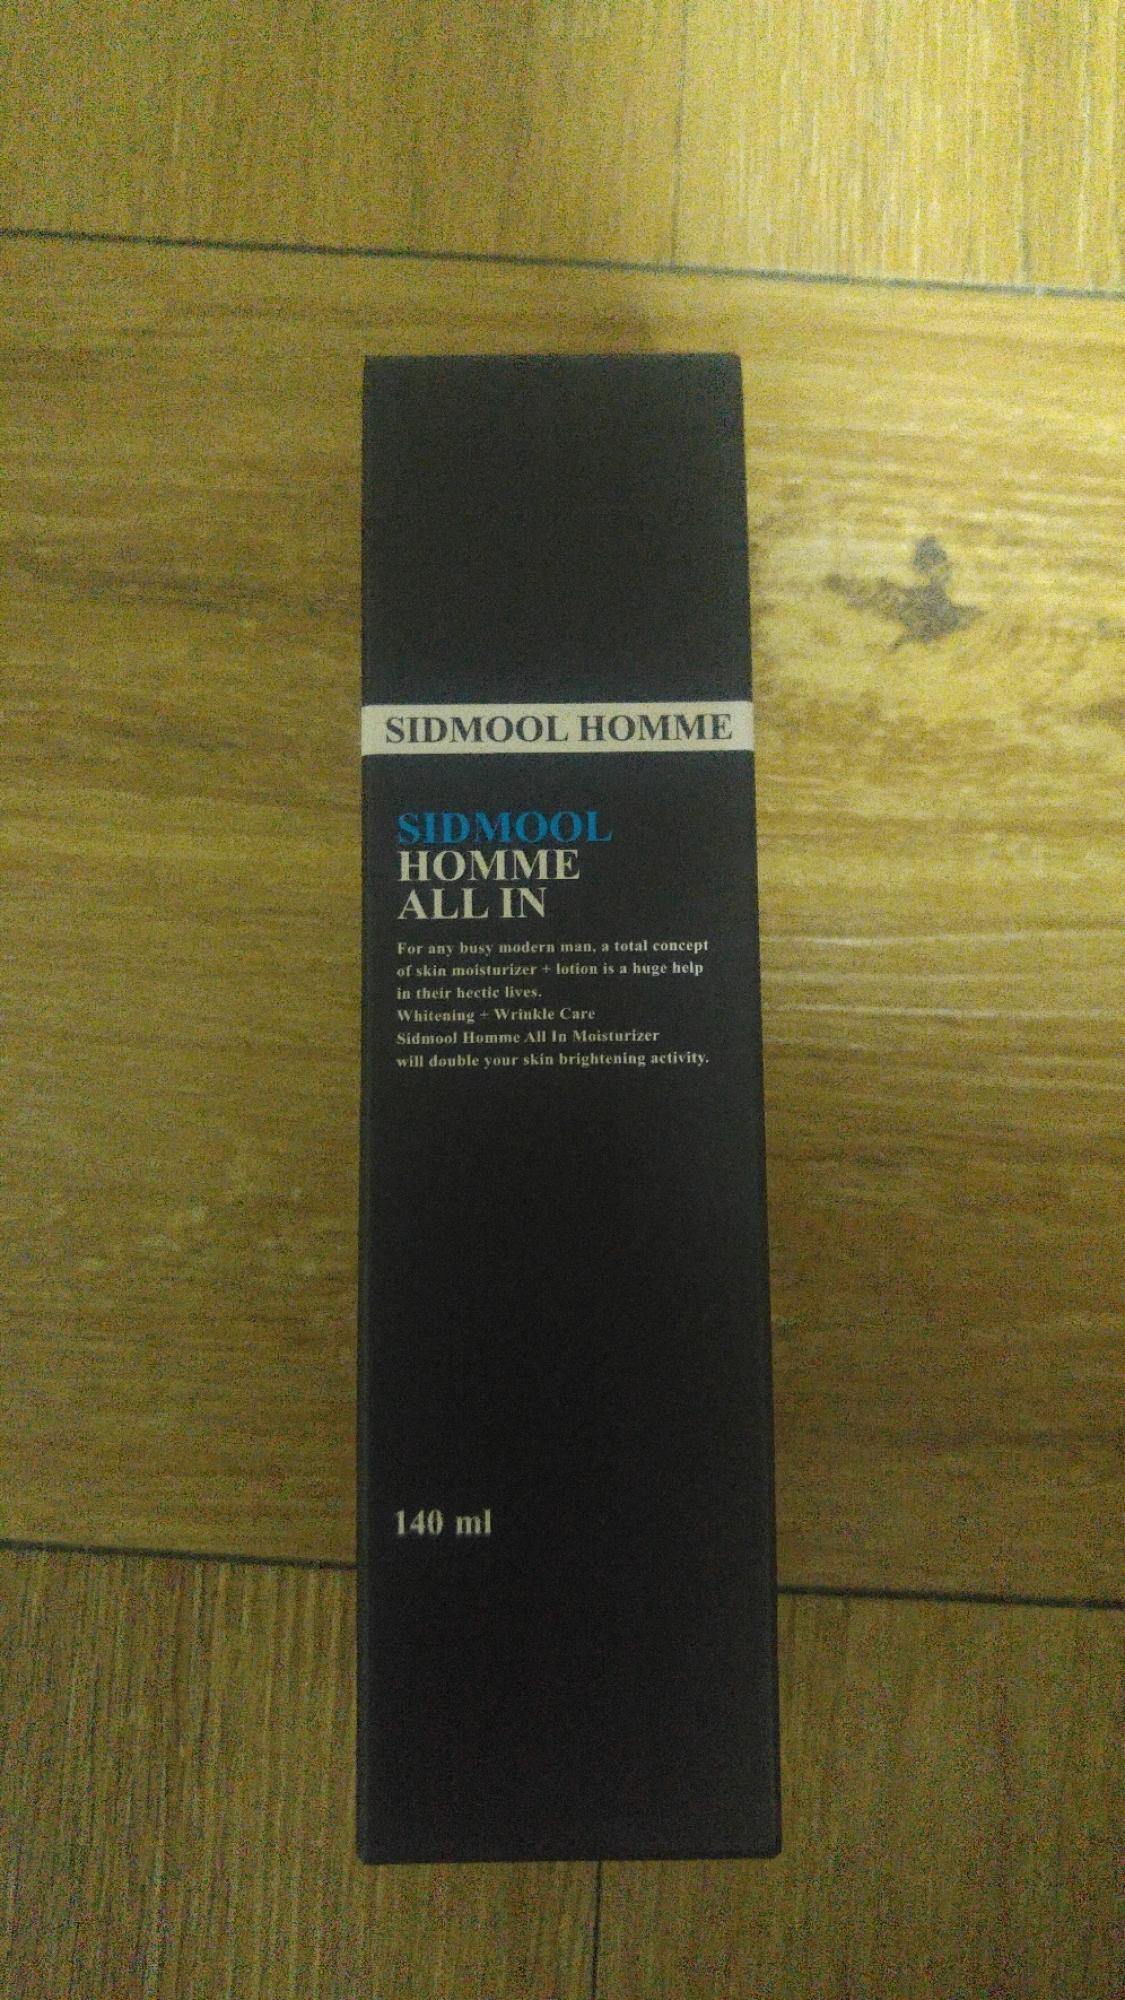 SIDMOOL HOMME
SIDMOOL
HOMME
ALL IN
For any busy modern man, a total concept
of skin moisturizer + lotion is a huge help
in their hectic lives.
Whitening + Wrinkle Care
Sidmool Homme All In Moisturizer
will double your skin brightening activity.
140 ml